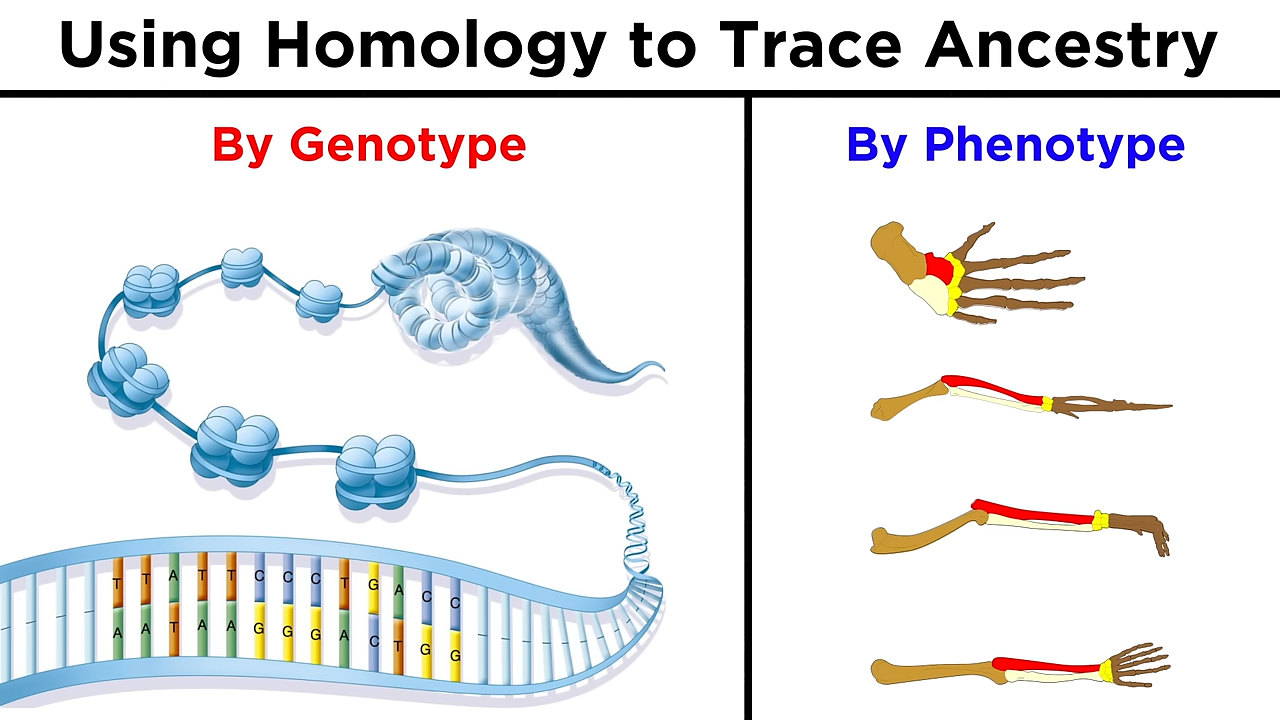 Using Homology to Trace Ancestry
By Genotype
By Phenotype
T T A T T C C C T G A C C
A A T A A G G G A C T G G